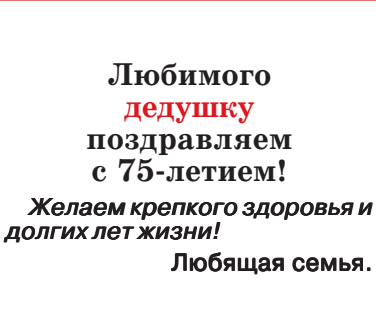 Любимого
дедушку
поздравляем
с 75-летием!
Желаем крепкого здоровья и
долгих лет жизни!
Любящая семья.